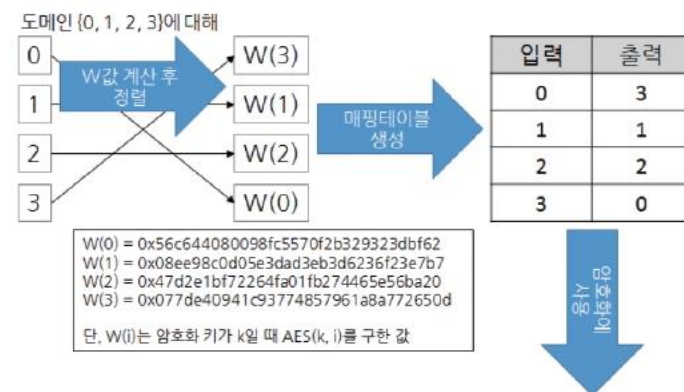 도메인 {0, 1, 2, 3}에 대해
0
1
2
3
W값 계산 후
정렬
W(3)
W(1)
W(2)
W(0)
매핑테이블
생성
입력 출력
0 3
1 1
2 2
3 0
W(0) = 0x56c644080098fc5570f2b329323dbf62
W(1) = 0x08ee98c0d05e3dad3eb3d6236f23e7b7
W(2) = 0x47d2e1bf72264fa01fb274465e56ba20
W(3) = 0x077de40941c93774857961a8a772650d
단, W(i)는 암호화 키가 k일 때 AES(k, i)를 구한 값
암호화에
사용